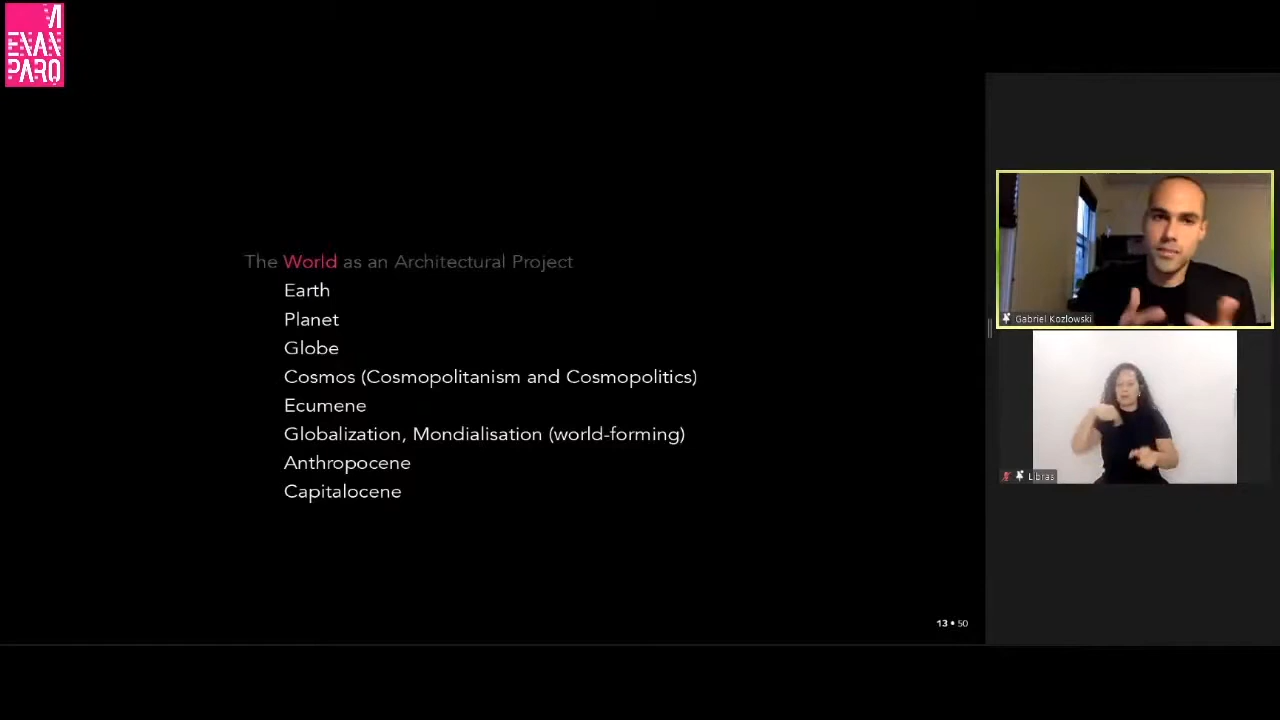 VI
ENAN
PARQ
The World as an Architectural Project
Earth
Planet
Globe
Cosmos (Cosmopolitanism and Cosmopolitics)
Ecumene
Globalization, Mondialisation (world-forming)
Anthropocene
Capitalocene
13 • 50
Gabriel Kozlowski
Libras